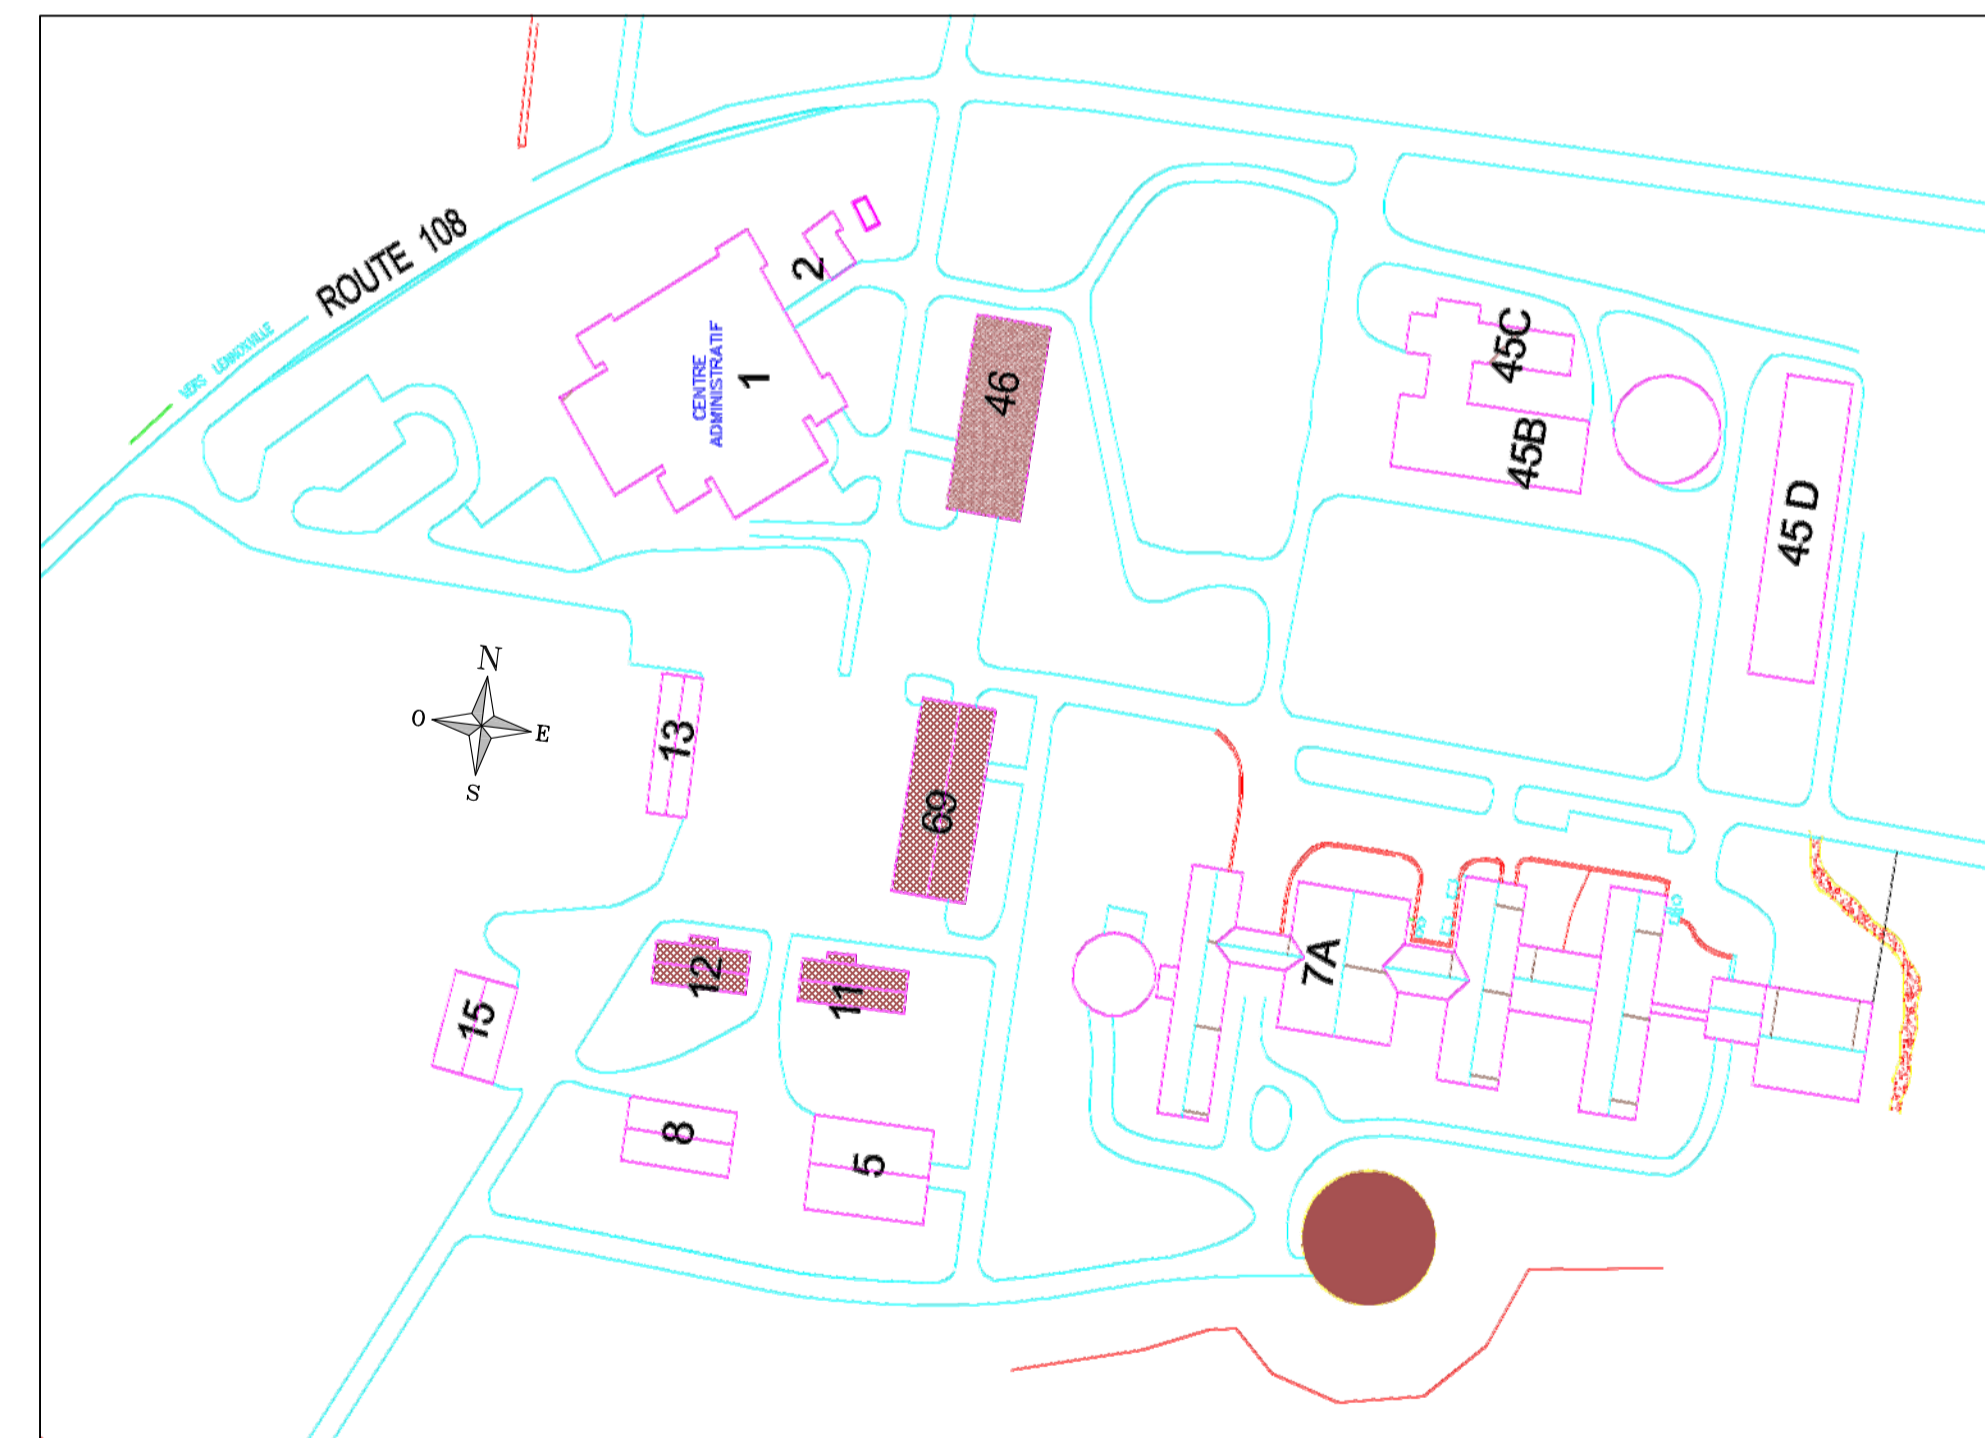 ROUTE 108
VERS LENNOXVILLE
2
CENTRE
ADMINISTRATIF
1
46
45C
45B
45 D
N
O
E
S
13
69
12
11
15
7A
8
5